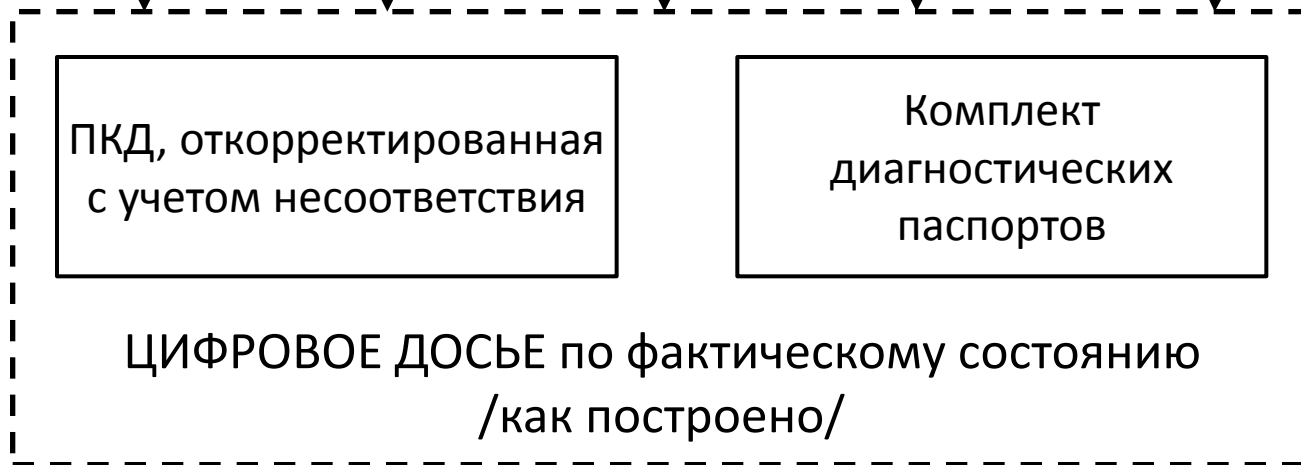 ПКД, откорректированная
с учетом несоответствия
Комплект
диагностических
паспортов
ЦИФРОВОЕ ДОСЬЕ по фактическому состоянию
/как построено/